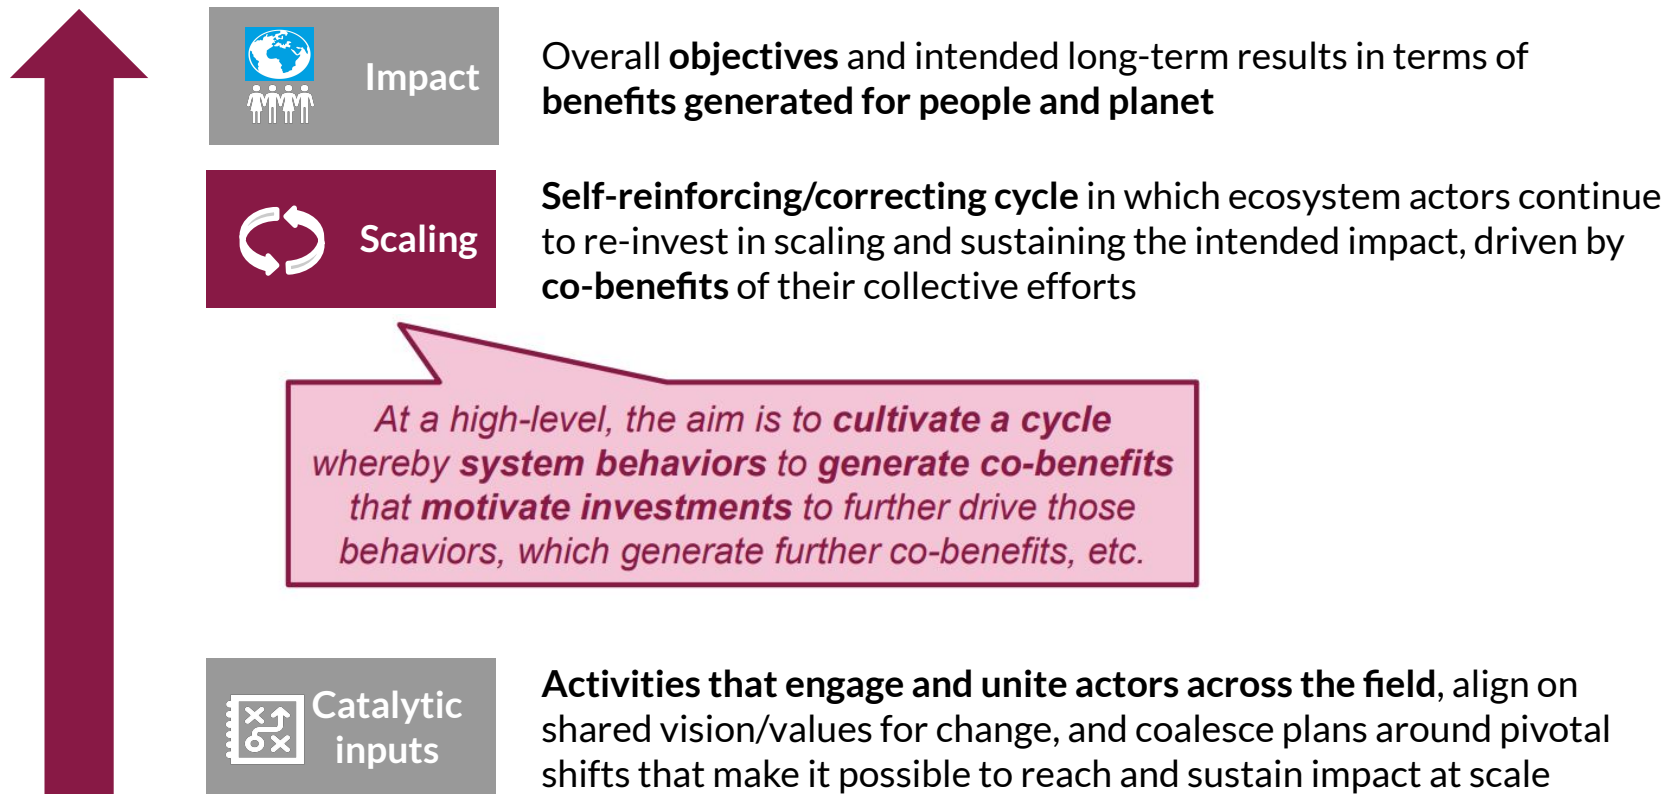 Impact
Overall objectives and intended long-term results in terms of
benefits generated for people and planet
Scaling
Self-reinforcing/correcting cycle in which ecosystem actors continue
to re-invest in scaling and sustaining the intended impact, driven by
co-benefits of their collective efforts
At a high-level, the aim is to cultivate a cycle
whereby system behaviors to generate co-benefits
that motivate investments to further drive those
behaviors, which generate further co-benefits, etc.
Catalytic
inputs
Activities that engage and unite actors across the field, align on
shared vision/values for change, and coalesce plans around pivotal
shifts that make it possible to reach and sustain impact at scale